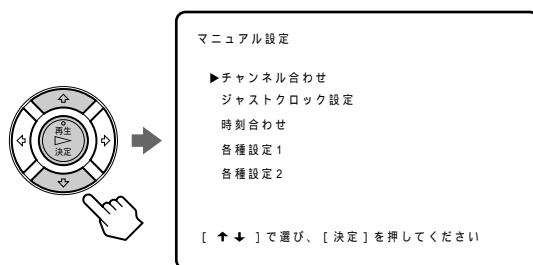 マニュアル設定
▶チャンネル合わせ
ジャストクロック設定
時刻合わせ
各種設定1
各種設定2
[ ↑↓ ]で選び、[決定]を押してください
再生
決定